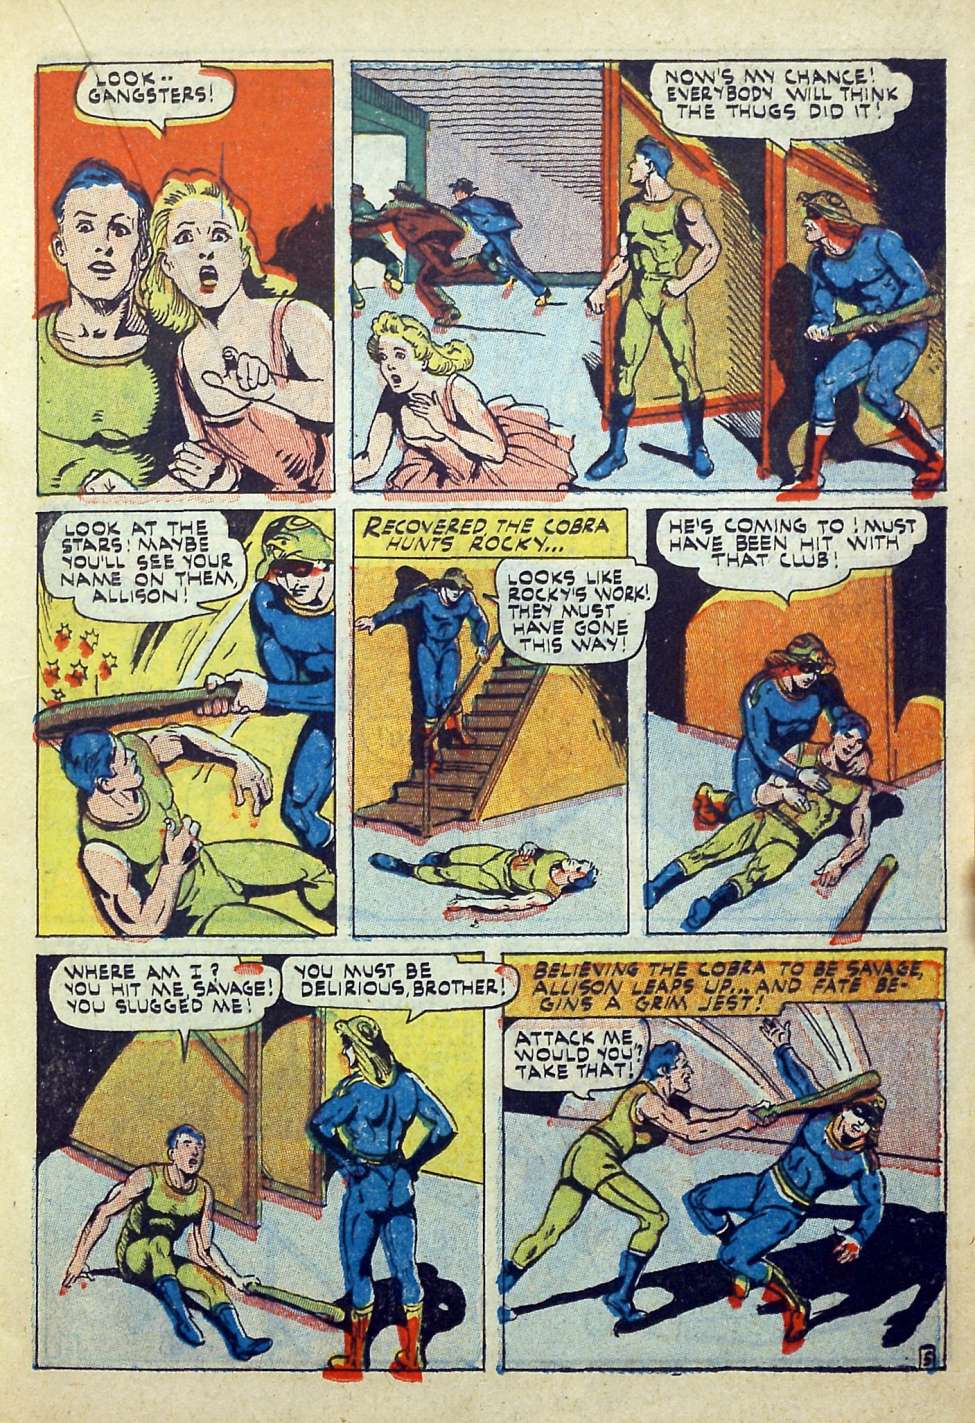 LOOK--
GANGSTERS!
NOW'S MY CHANCE!
EVERYBODY WILL THINK
THE THUGS DID IT!
LOOK AT THE
STARS! MAYBE
YOU'LL SEE YOUR
NAME ON THEM,
ALLISON!
RECOVERED THE COBRA
HUNTS ROCKY...
LOOKS LIKE
ROCKY'S WORK!
THEY MUST
HAVE GONE
THIS WAY!
HE'S COMING TO! MUST
HAVE BEEN HIT WITH
THAT CLUB!
WHERE AM I?
YOU HIT ME, SAVAGE!
YOU SLUGGED ME!
YOU MUST BE
DELIRIOUS, BROTHER!
BELIEVING THE COBRA TO BE SAVAGE,
ALLISON LEAPS UP... AND FATE BE-
GINS A GRIM JEST!
ATTACK ME
WOULD YOU?
TAKE THAT!
5